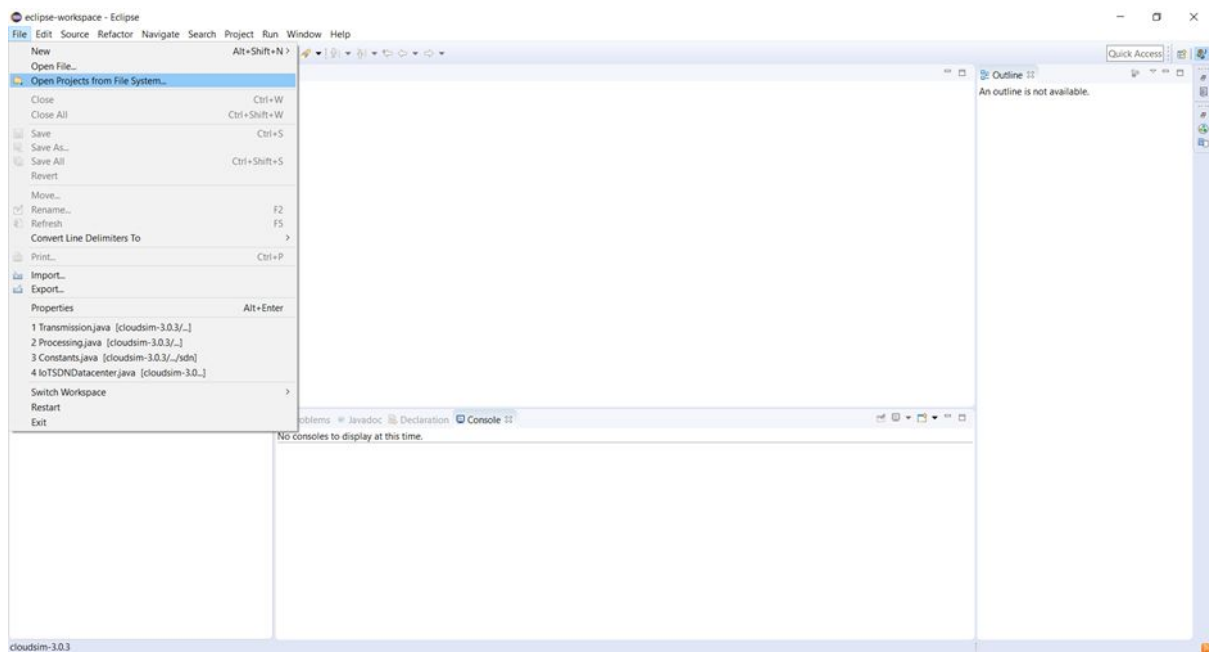 eclipse-workspace - Eclipse
File Edit Source Refactor Navigate Search Project Run Window Help
New Alt+Shift+N >
Quick Access
Open File...
Open Projects from File System...
Outline
An outline is not available.
Close Ctrl+W
Close All Ctrl+Shift+W
Save Ctrl+S
Save As...
Save All Ctrl+Shift+S
Revert
Move...
Rename... F2
Refresh F5
Convert Line Delimiters To >
Print... Ctrl+P
Import...
Export...
Properties Alt+Enter
1 Transmission.java [cloudsim-3.0.3/...]
2 Processing.java [cloudsim-3.0.3/...]
3 Constants.java [cloudsim-3.0.3/.../sdn]
4 IoTSDNDatacenter.java [cloudsim-3.0...]
Switch Workspace >
Restart
Exit
oblems Javadoc Declaration Console
No consoles to display at this time.
cloudsim-3.0.3